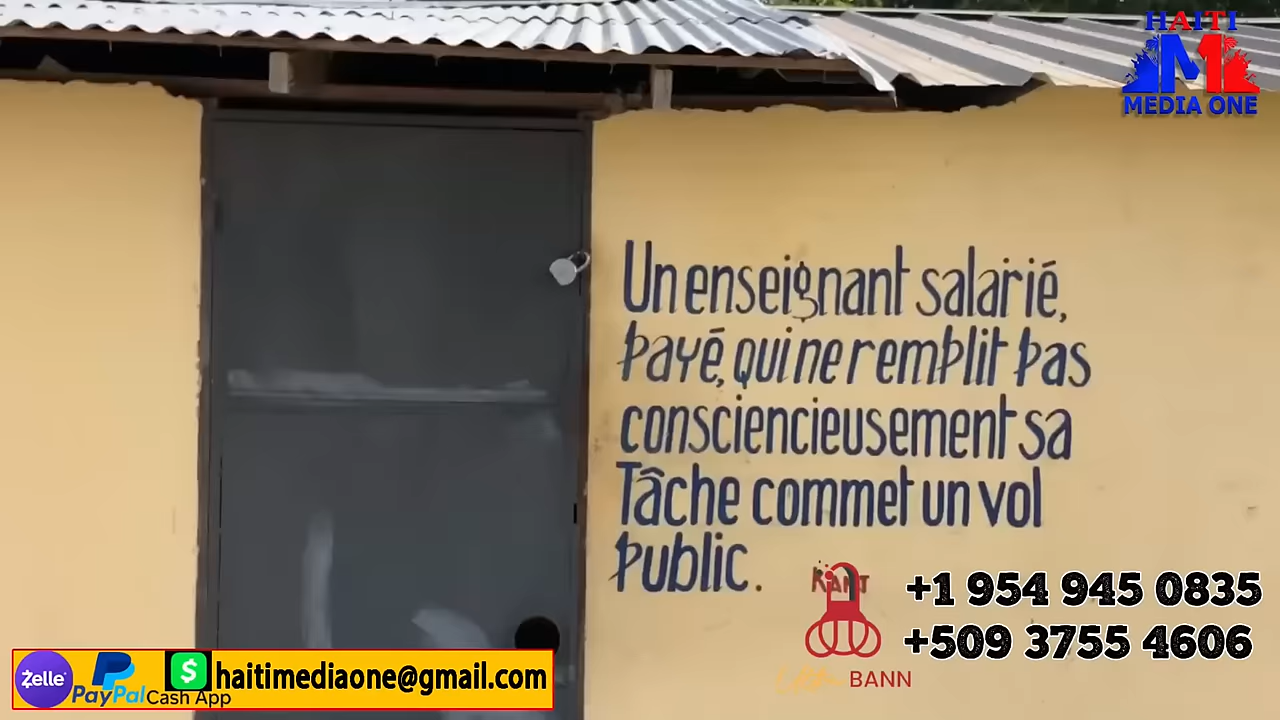 HAITI
M
MEDIA ONE
Un enseignant salarié,
payé, qui ne remplit pas
consciencieusement sa
Tâche commet un vol
public.
KANT
+1 954 945 0835
+509 3755 4606
BANN
Zelle
PayPal
$
Cash App
haitimediaone@gmail.com